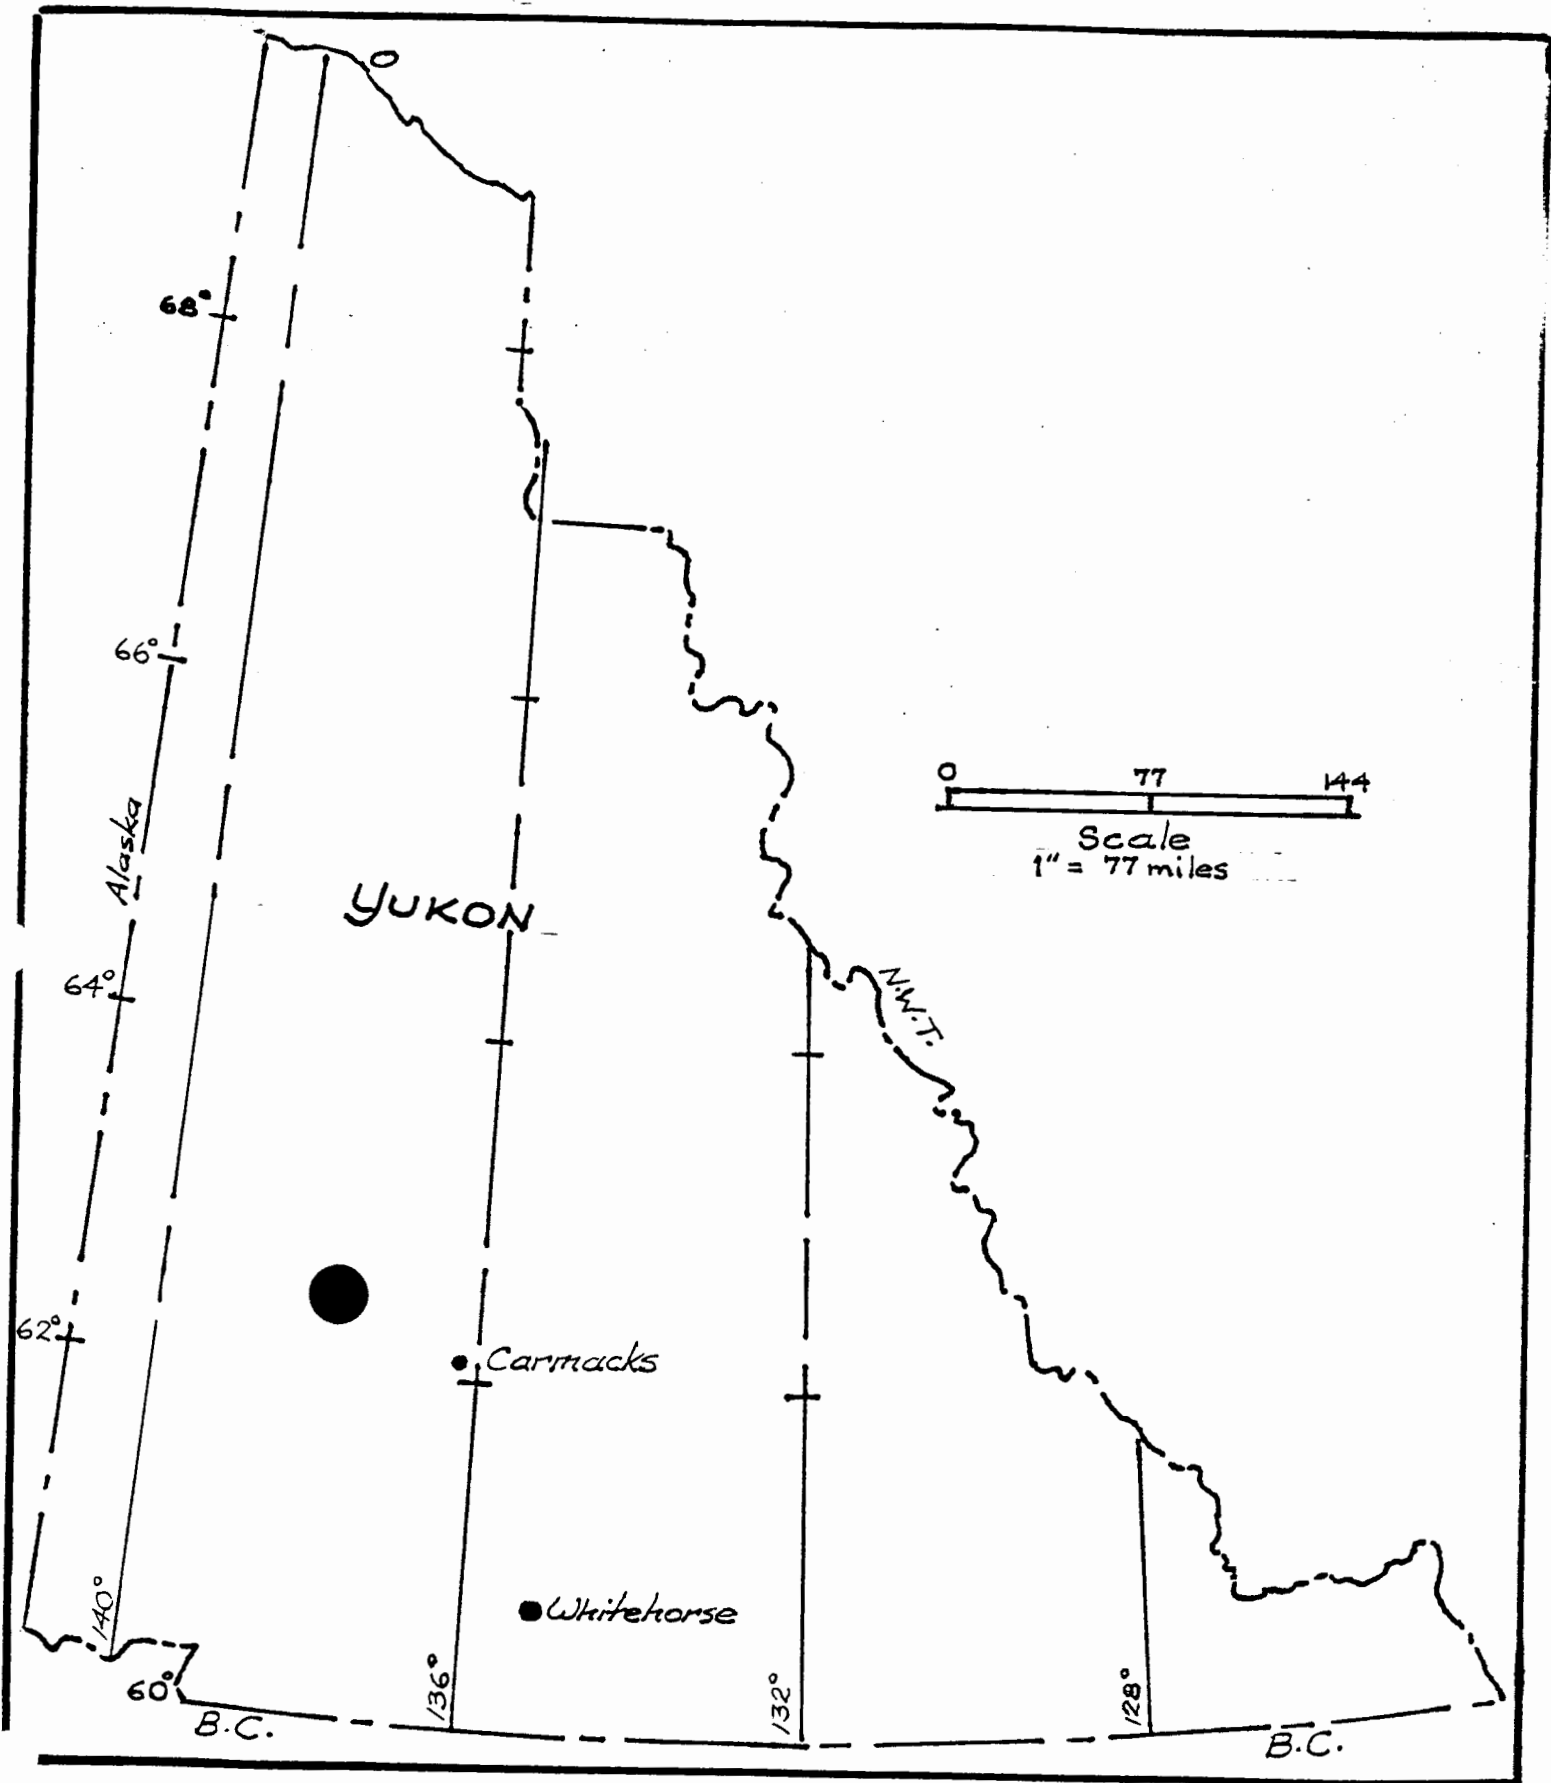 68°
66°
Alaska
YUKON
64°
N.W.T.
0 77 144
Scale
1" = 77 miles
62°
Carmacks
Whitehorse
140°
136°
132°
128°
60°
B.C.
B.C.